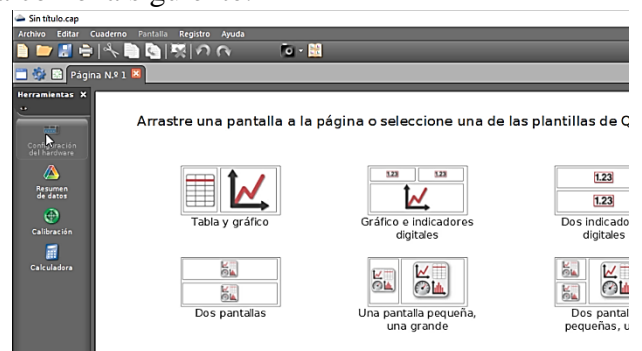 Sin título.cap
Archivo Editar Cuaderno Pantalla Registro Ayuda
Página N.º 1
Herramientas
Configuración
del hardware
Resumen
de datos
Calibración
Calculadora
Arrastre una pantalla a la página o seleccione una de las plantillas de Q
Tabla y gráfico
1.23 1.23
Gráfico e indicadores
digitales
1.23
1.23
Dos indicado
digitales
Dos pantallas
Una pantalla pequeña,
una grande
Dos pantal
pequeñas, u